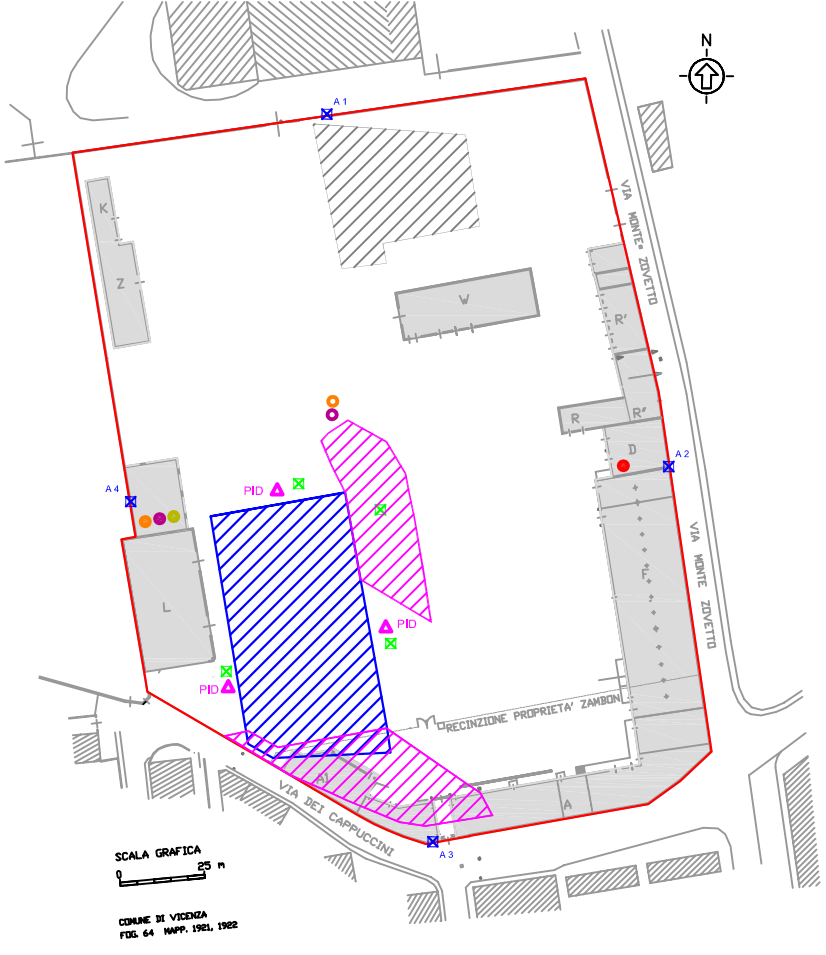 N
A 1
K
Z
VIA MONTE ZOVETTO
W
R'
R
R"
D
A 2
A 4
PID
L
F
PID
PID
VIA MONTE ZOVETTO
RECINZIONE PROPRIETA' ZAMBON
A1
A
VIA DEI CAPPUCCINI
A 3
SCALA GRAFICA
0 25 m
COMUNE DI VICENZA
FOG. 64 MAPP. 1921, 1922